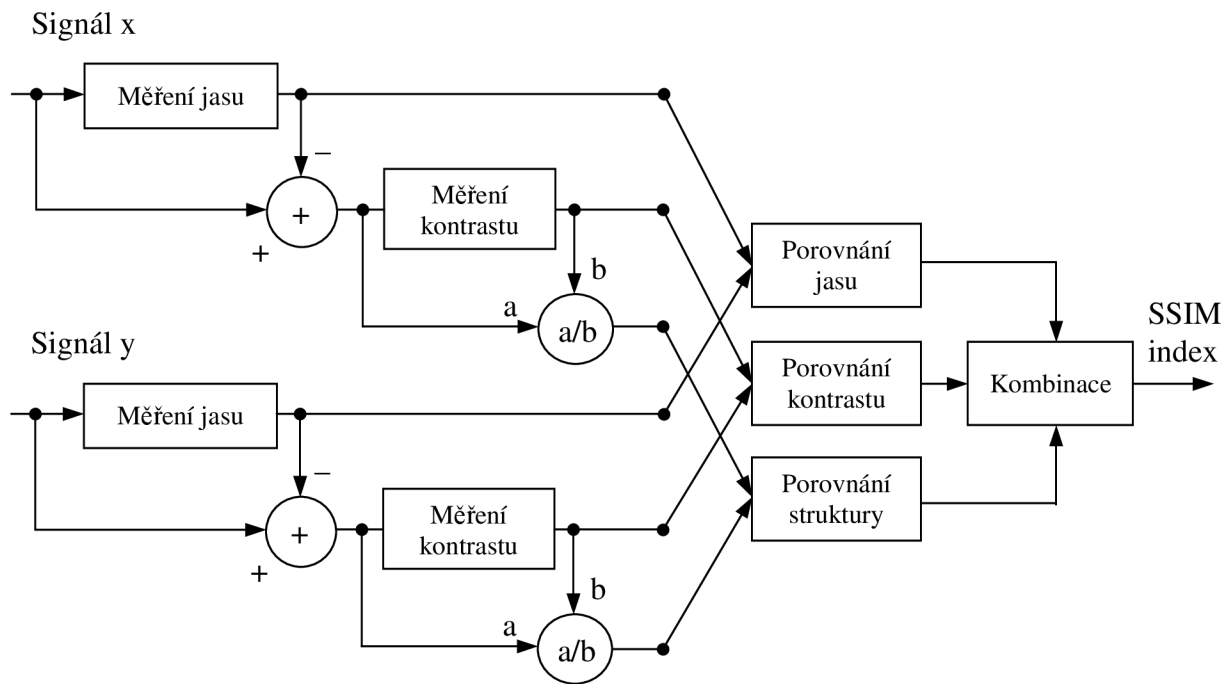 Signál x
Měření jasu
–
+
+
Měření
kontrastu
b
a
a/b
Signál y
Měření jasu
–
+
+
Měření
kontrastu
b
a
a/b
Porovnání
jasu
Porovnání
kontrastu
Porovnání
struktury
Kombinace
SSIM
index